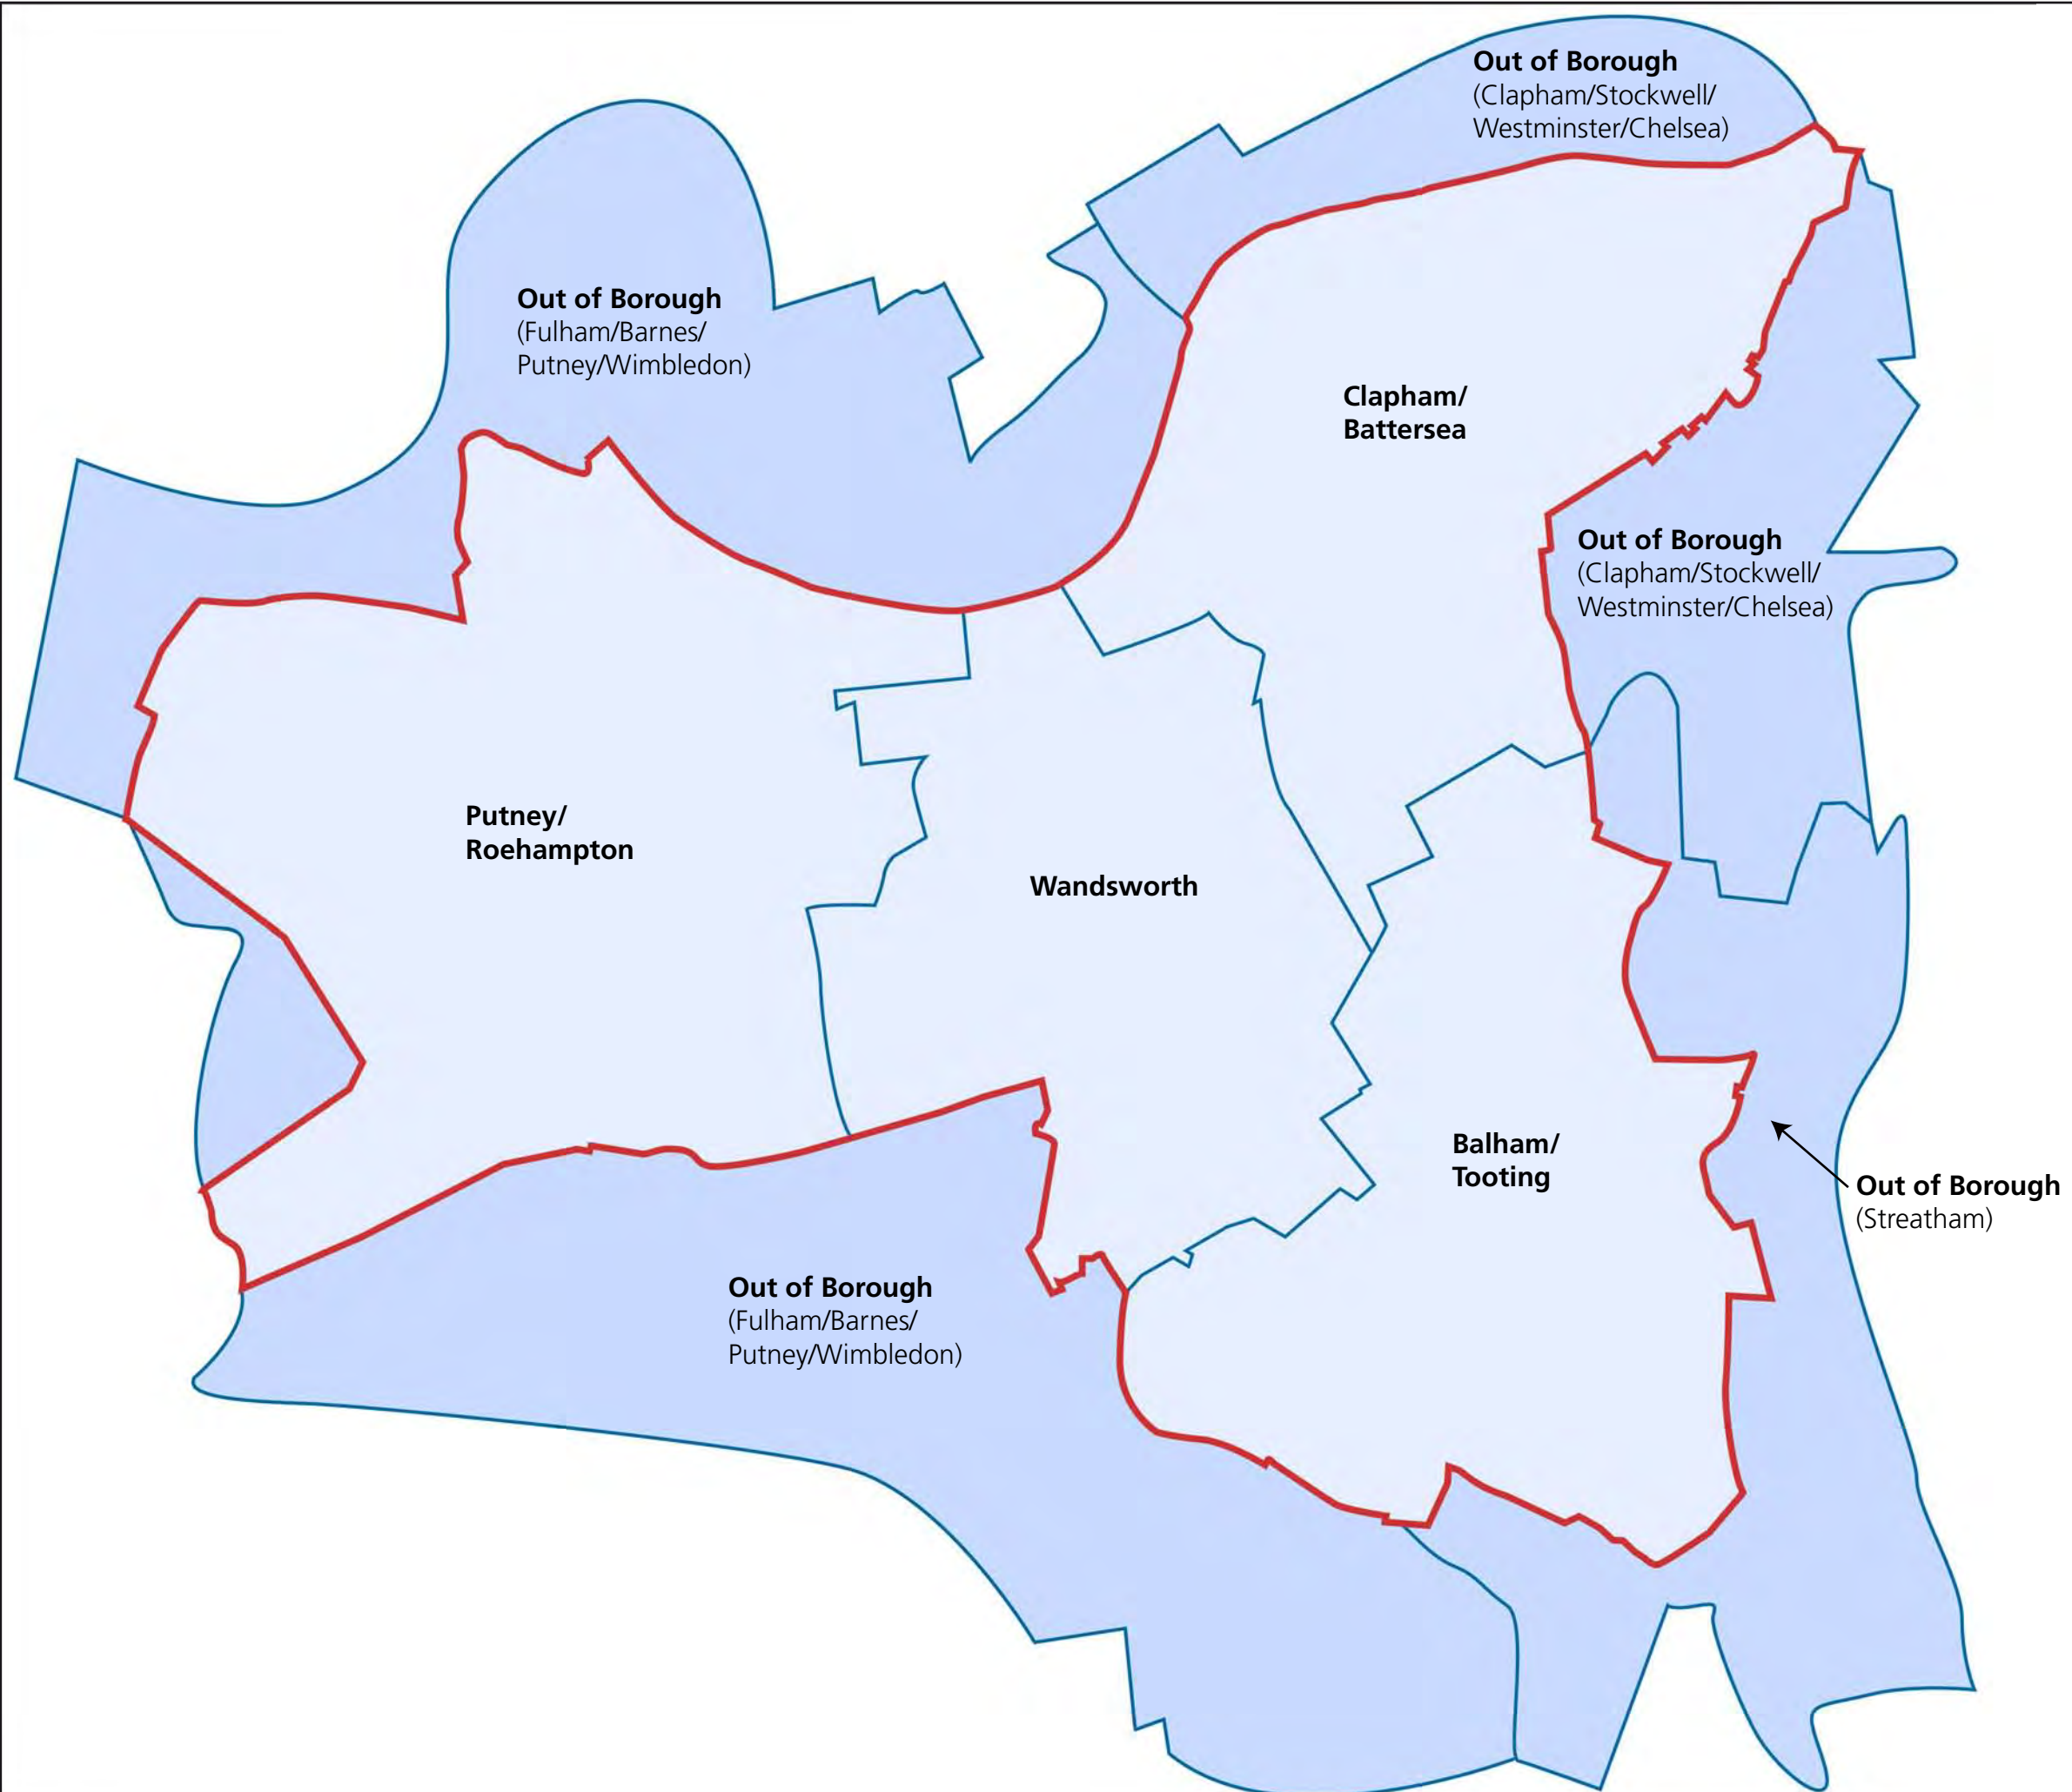 Out of Borough
(Clapham/Stockwell/
Westminster/Chelsea)
Out of Borough
(Fulham/Barnes/
Putney/Wimbledon)
Clapham/
Battersea
Out of Borough
(Clapham/Stockwell/
Westminster/Chelsea)
Putney/
Roehampton
Wandsworth
Balham/
Tooting
Out of Borough
(Streatham)
Out of Borough
(Fulham/Barnes/
Putney/Wimbledon)